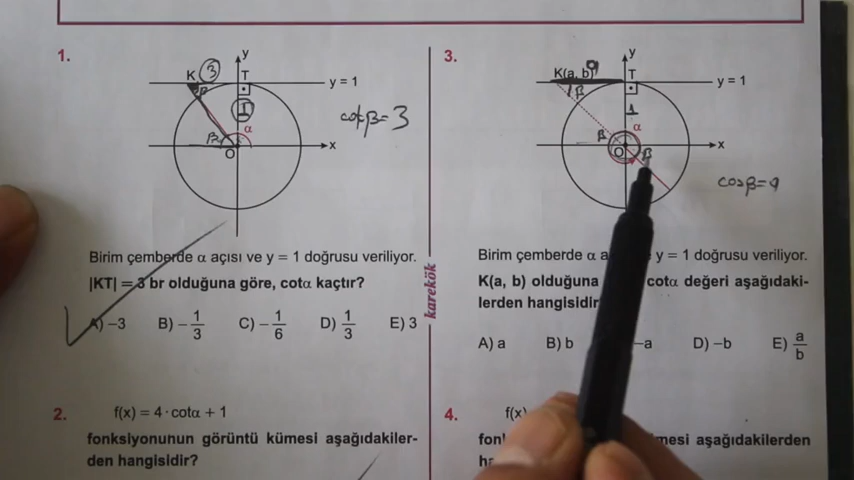 1.
y
K 3 T
y = 1
β
1
cotβ = 3
α
β
O
x
Birim çemberde α açısı ve y = 1 doğrusu veriliyor.
|KT| = 3 br olduğuna göre, cotα kaçtır?
A) –3 B) –1/3 C) –1/6 D) 1/3 E) 3
2. f(x) = 4·cotα + 1
fonksiyonunun görüntü kümesi aşağıdakiler-
den hangisidir?
karekök
3.
y
K(a, b) T
y = 1
β
1
α
β
O
β
x
Birim çemberde α a y = 1 doğrusu veriliyor.
K(a, b) olduğuna cotα değeri aşağıdaki-
lerden hangisidir
A) a B) b –a D) –b E) a/b
4. f(x)
fon mesi aşağıdakilerden